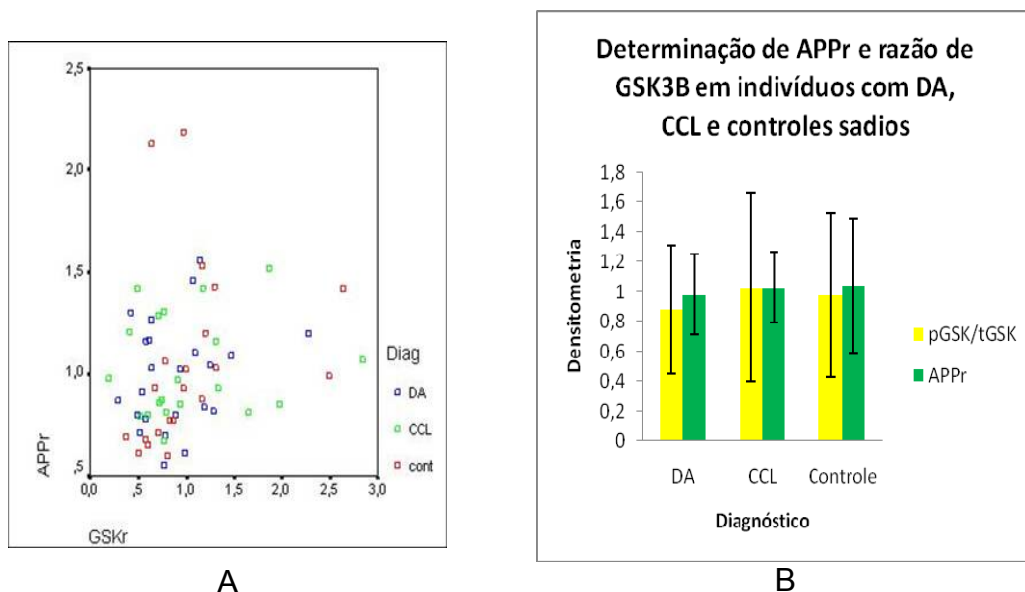 2,5
2,0
1,5
1,0
,5
APPr
0,0
,5
1,0
1,5
2,0
2,5
3,0
GSKr
Diag
DA
CCL
cont
A
Determinação de APPr e razão de
GSK3B em indivíduos com DA,
CCL e controles sadios
1,8
1,6
1,4
1,2
1
0,8
0,6
0,4
0,2
0
Densitometria
DA
CCL
Controle
Diagnóstico
pGSK/tGSK
APPr
B